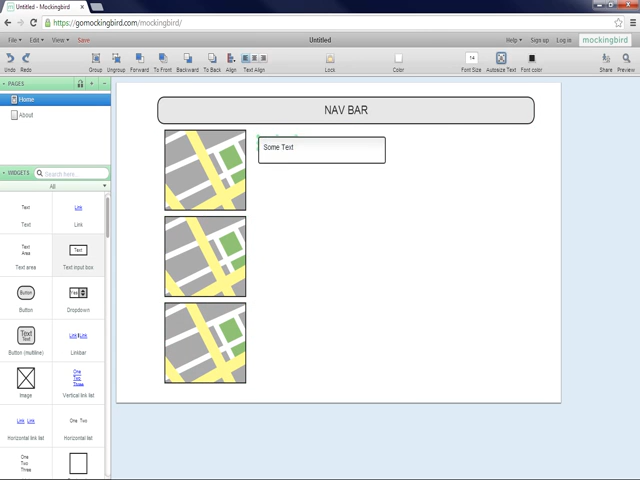 Untitled - Mockingbird
https://gomockingbird.com/mockingbird/
File Edit View Save Untitled Help Sign up Log in mockingbird
Undo Redo Group Ungroup Forward To Front Backward To Back Align Text Align Lock Color 14 Font Size Autosize Text Font color Share Preview
PAGES
Home
About
WIDGETS Search here...
All
Text Link
Text Link
Text
Area Text
Text area Text input box
Button
Button Dropdown
Text
Text Link Link
Button (multiline) Linkbar
One
Two
Three
Image Vertical link list
Link Link One Two
Horizontal link list Horizontal list
One
Two
Three
NAV BAR
Some Text